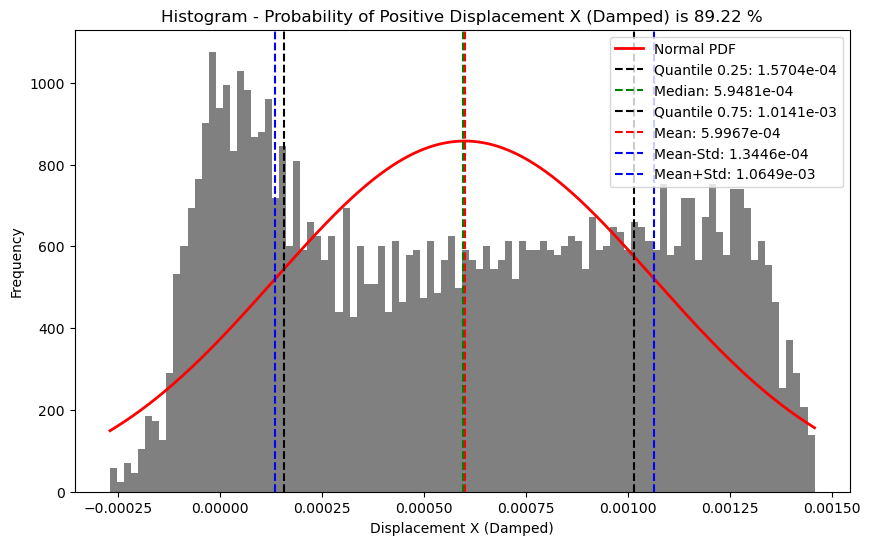 Histogram - Probability of Positive Displacement X (Damped) is 89.22 %
Normal PDF
Quantile 0.25: 1.5704e-04
Median: 5.9481e-04
Quantile 0.75: 1.0141e-03
Mean: 5.9967e-04
Mean-Std: 1.3446e-04
Mean+Std: 1.0649e-03
Frequency
1000
800
600
400
200
0
−0.00025 0.00000 0.00025 0.00050 0.00075 0.00100 0.00125 0.00150
Displacement X (Damped)